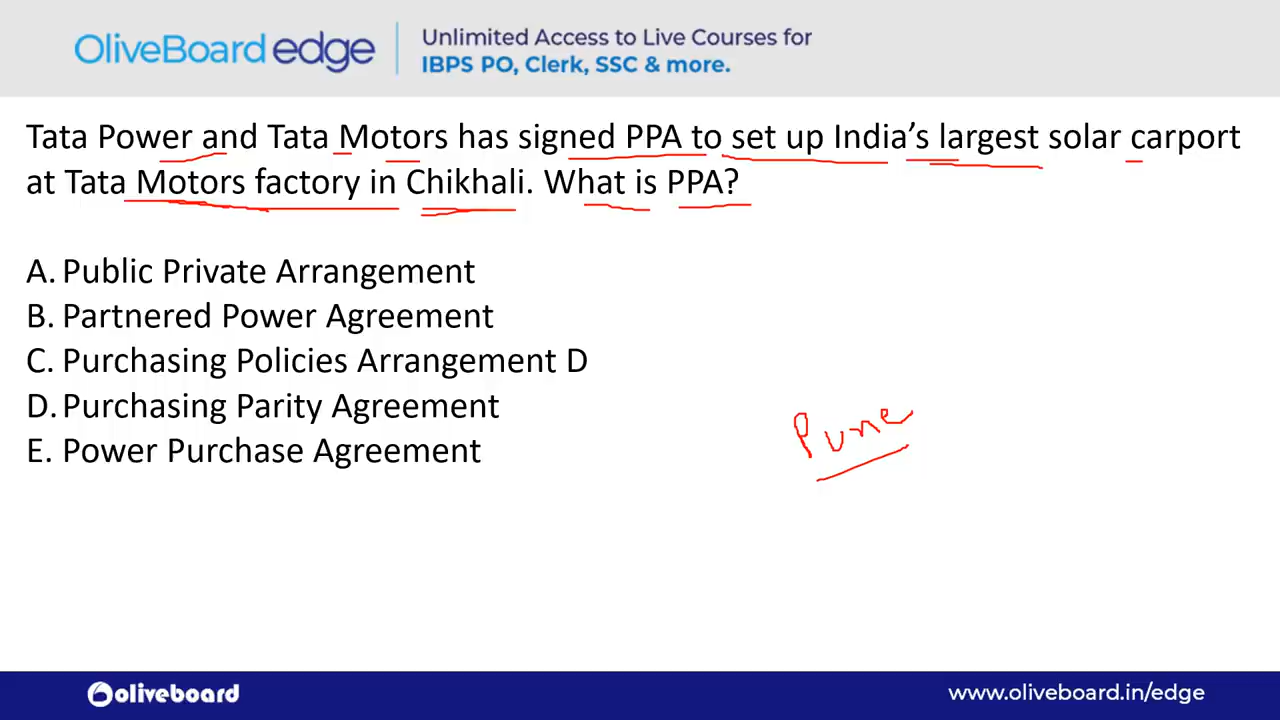 OliveBoard edge
Unlimited Access to Live Courses for
IBPS PO, Clerk, SSC & more.
Tata Power and Tata Motors has signed PPA to set up India’s largest solar carport
at Tata Motors factory in Chikhali. What is PPA?
A. Public Private Arrangement
B. Partnered Power Agreement
C. Purchasing Policies Arrangement D
D. Purchasing Parity Agreement
E. Power Purchase Agreement
Pune
oliveboard
www.oliveboard.in/edge